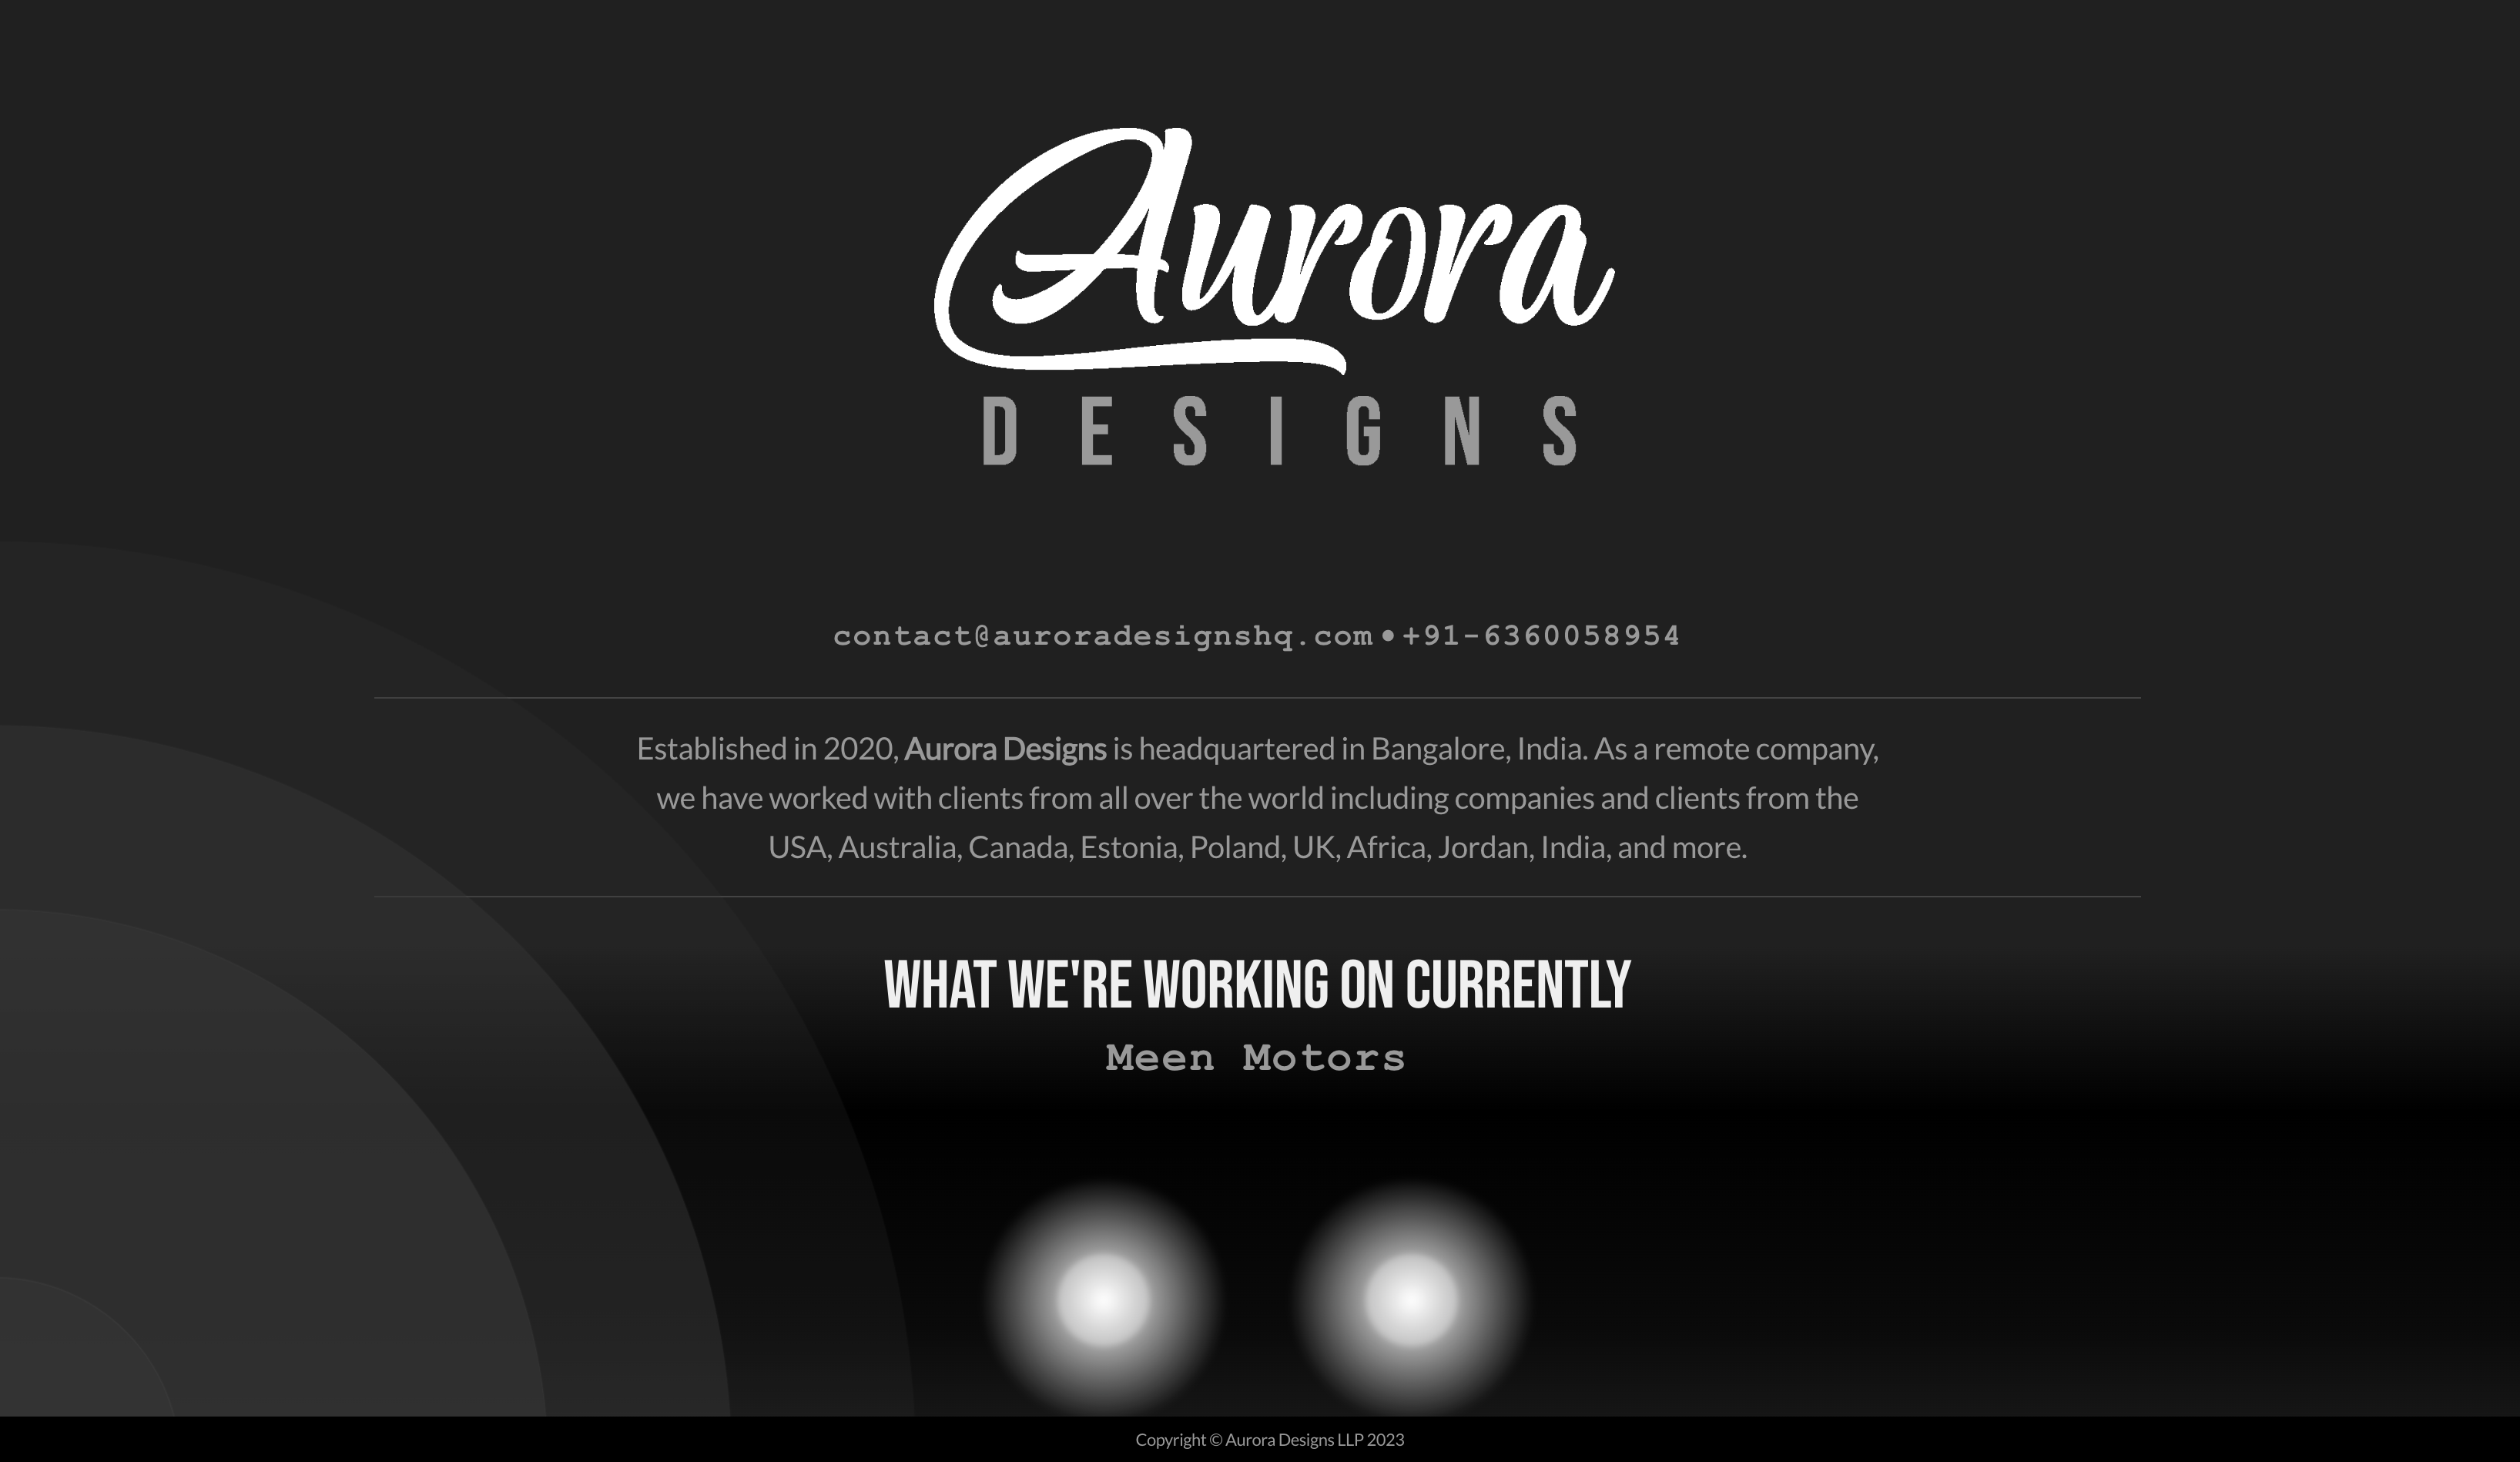 Aurora
DESIGNS
contact@auroradesignshq.com•+91-6360058954
Established in 2020, Aurora Designs is headquartered in Bangalore, India. As a remote company,
we have worked with clients from all over the world including companies and clients from the
USA, Australia, Canada, Estonia, Poland, UK, Africa, Jordan, India, and more.
WHAT WE'RE WORKING ON CURRENTLY
Meen Motors
Copyright © Aurora Designs LLP 2023